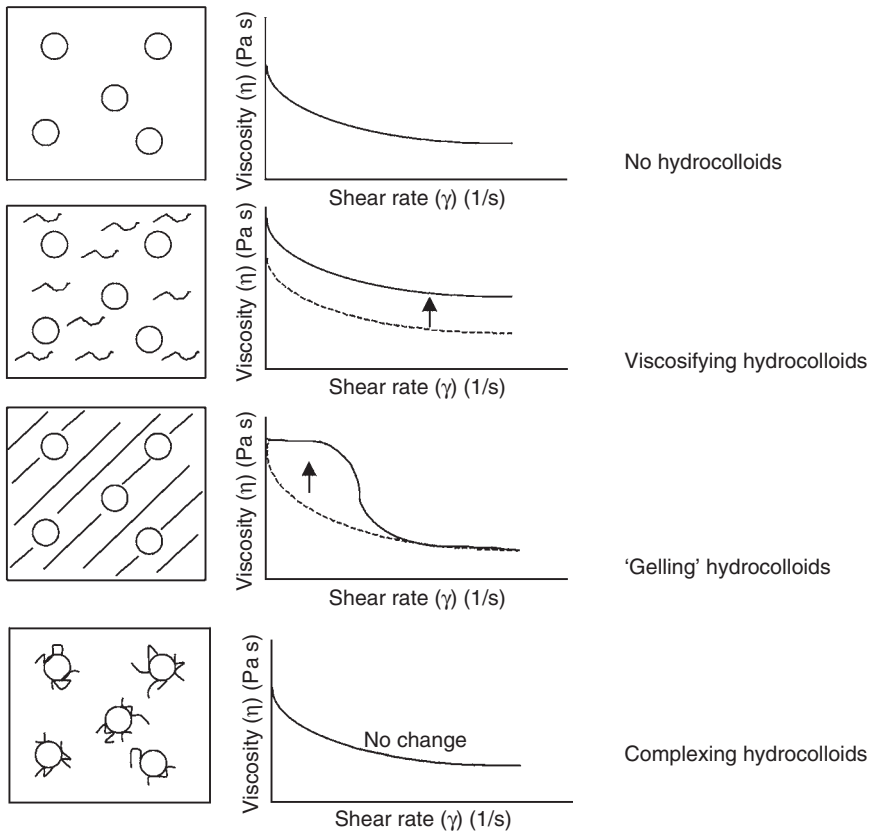 Viscosity (η) (Pa s)
Shear rate (γ) (1/s)
No hydrocolloids
Viscosity (η) (Pa s)
Shear rate (γ) (1/s)
Viscosifying hydrocolloids
Viscosity (η) (Pa s)
Shear rate (γ) (1/s)
‘Gelling’ hydrocolloids
Viscosity (η) (Pa s)
No change
Shear rate (γ) (1/s)
Complexing hydrocolloids